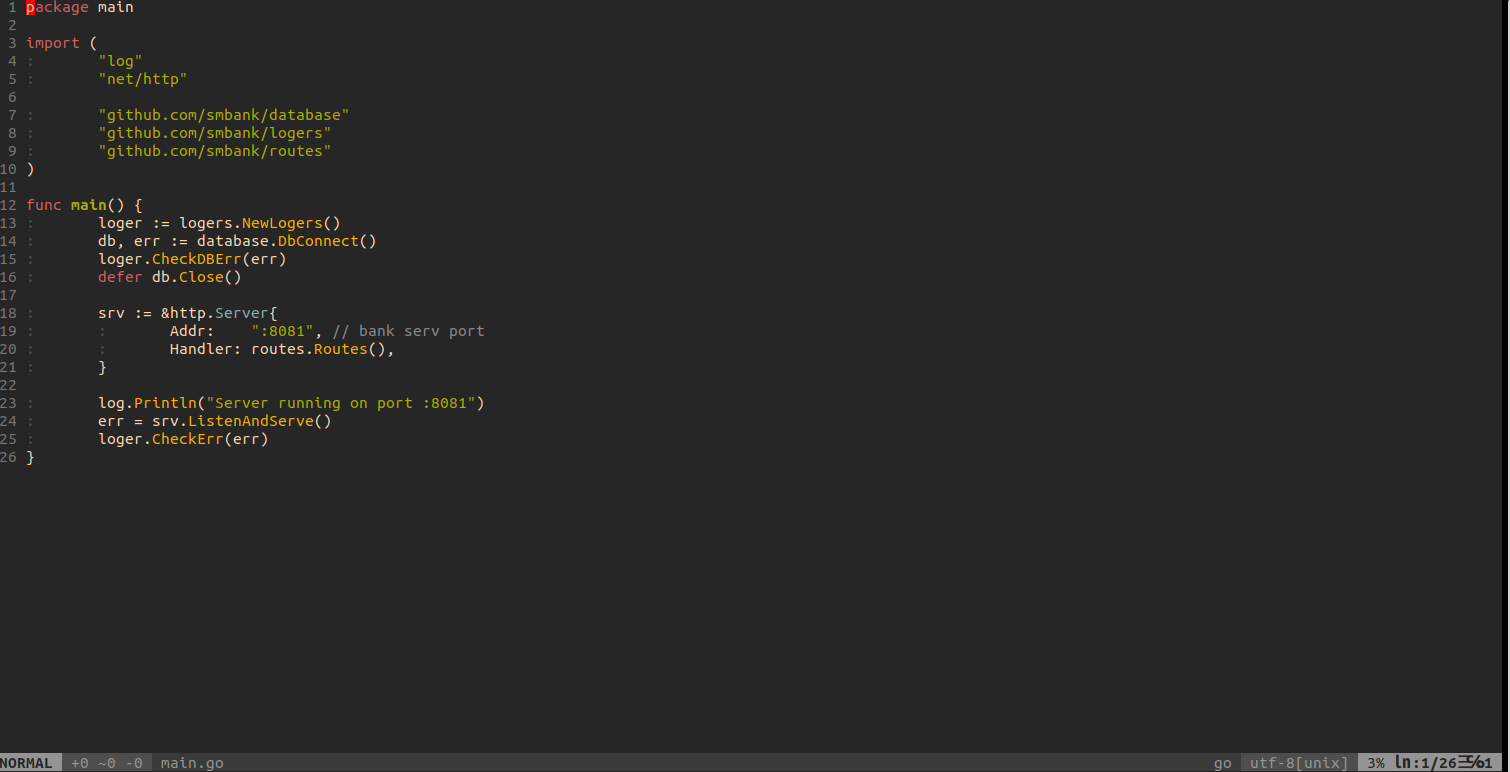 1 package main
2
3 import (
4 : "log"
5 : "net/http"
6
7 : "github.com/smbank/database"
8 : "github.com/smbank/logers"
9 : "github.com/smbank/routes"
10 )
11
12 func main() {
13 : loger := logers.NewLogers()
14 : db, err := database.DbConnect()
15 : loger.CheckDBErr(err)
16 : defer db.Close()
17
18 : srv := &http.Server{
19 : : Addr:    ":8081", // bank serv port
20 : : Handler: routes.Routes(),
21 : }
22
23 : log.Println("Server running on port :8081")
24 : err = srv.ListenAndServe()
25 : loger.CheckErr(err)
26 }
NORMAL +0 ~0 -0 main.go go utf-8[unix] 3% ln:1/26☰℅:1